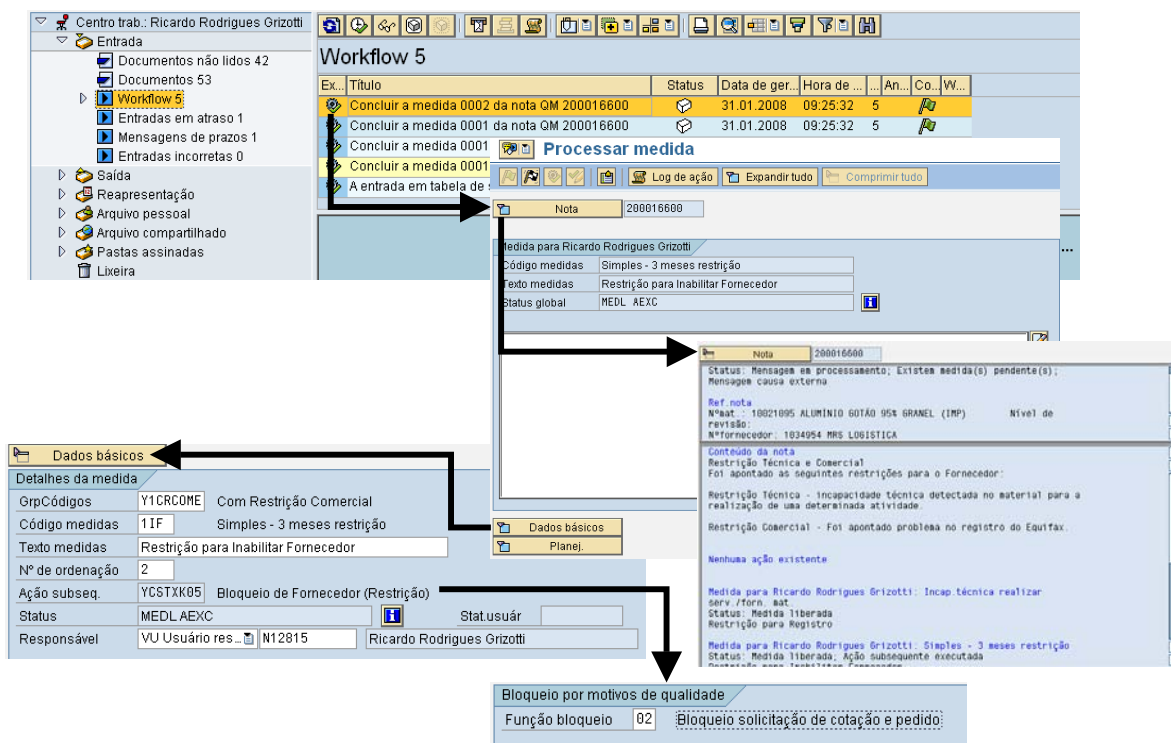 Centro trab.: Ricardo Rodrigues Grizotti
Entrada
Documentos não lidos 42
Documentos 53
Workflow 5
Entradas em atraso 1
Mensagens de prazos 1
Entradas incorretas 0
Saída
Reapresentação
Arquivo pessoal
Arquivo compartilhado
Pastas assinadas
Lixeira
Workflow 5
Ex... Título Status Data de ger... Hora de ... ... An... Co... W...
Concluir a medida 0002 da nota QM 200016600 31.01.2008 09:25:32 5
Concluir a medida 0001 da nota QM 200016600 31.01.2008 09:25:32 5
Concluir a medida 0001
Concluir a medida 0001
A entrada em tabela de s
...
Processar medida
Log de ação Expandir tudo Comprimir tudo
Nota 200016600
Medida para Ricardo Rodrigues Grizotti
Código medidas Simples - 3 meses restrição
Texto medidas Restrição para Inabilitar Fornecedor
Status global MEDL AEXC
Dados básicos
Planej.
Nota 200016600
Status: Mensagem em processamento; Existem medida(s) pendente(s);
Mensagem causa externa
Ref.nota
Nºmat.: 10021095 ALUMÍNIO GOTÃO 95% GRANEL (IMP) Nível de
revisão:
Nºfornecedor: 1034954 MRS LOGISTICA
Conteúdo da nota
Restrição Técnica e Comercial
Foi apontado as seguintes restrições para o Fornecedor:
Restrição Técnica - incapacidade técnica detectada no material para a
realização de uma determinada atividade.
Restrição Comercial - Foi apontado problema no registro do Equifax.
Nenhuma ação existente
Medida para Ricardo Rodrigues Grizotti: Incap.técnica realizar
serv./forn. mat.
Status: Medida liberada
Restrição para Registro
Medida para Ricardo Rodrigues Grizotti: Simples - 3 meses restrição
Status: Medida liberada; Ação subsequente executada
Dados básicos
Detalhes da medida
GrpCódigos Y1CRCOME Com Restrição Comercial
Código medidas 1IF Simples - 3 meses restrição
Texto medidas Restrição para Inabilitar Fornecedor
Nº de ordenação 2
Ação subseq. YCSTXK05 Bloqueio de Fornecedor (Restrição)
Status MEDL AEXC Stat.usuár
Responsável VU Usuário res... N12815 Ricardo Rodrigues Grizotti
Bloqueio por motivos de qualidade
Função bloqueio 02 Bloqueio solicitação de cotação e pedido